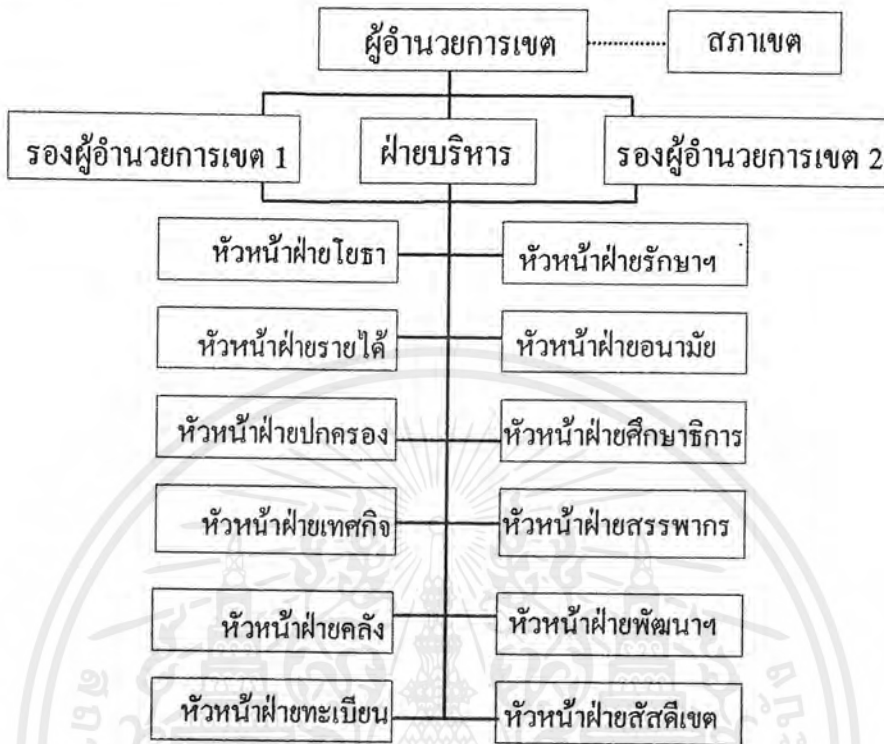 ผู้อำนวยการเขต
สภาเขต
รองผู้อำนวยการเขต 1
ฝ่ายบริหาร
รองผู้อำนวยการเขต 2
หัวหน้าฝ่ายโยธา
หัวหน้าฝ่ายรักษาฯ
หัวหน้าฝ่ายรายได้
หัวหน้าฝ่ายอนามัย
หัวหน้าฝ่ายปกครอง
หัวหน้าฝ่ายศึกษาธิการ
หัวหน้าฝ่ายเทศกิจ
หัวหน้าฝ่ายสรรพากร
หัวหน้าฝ่ายคลัง
หัวหน้าฝ่ายพัฒนาฯ
หัวหน้าฝ่ายทะเบียน
หัวหน้าฝ่ายสัสดีเขต